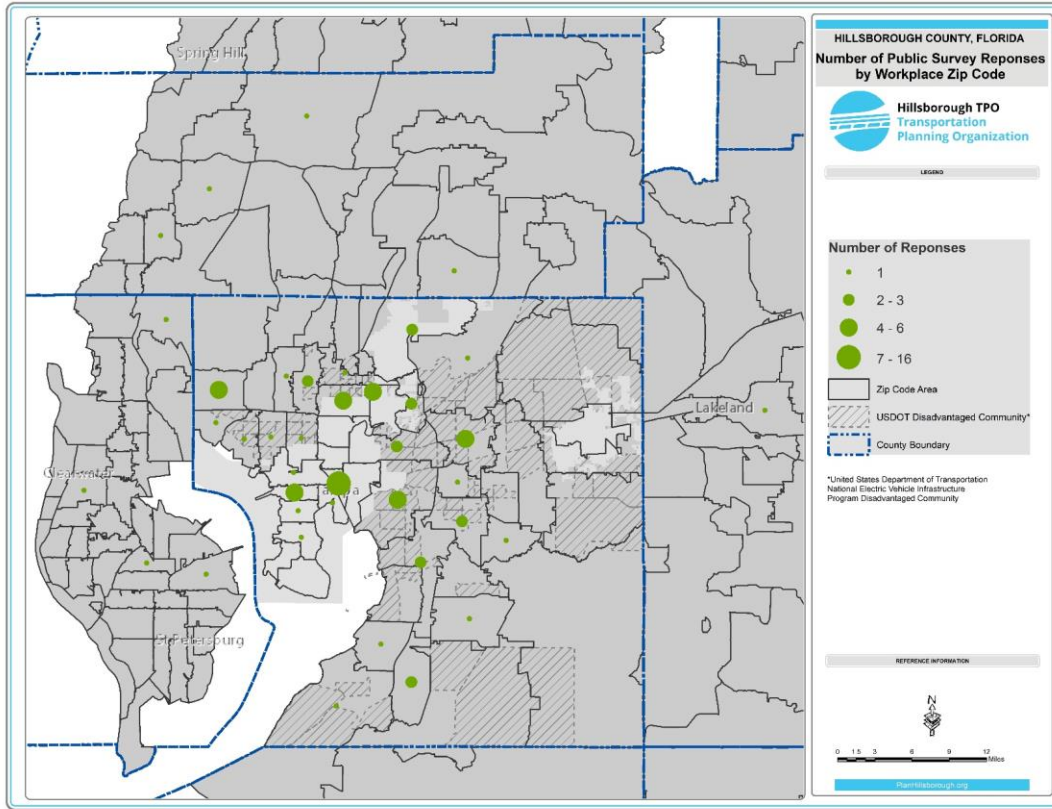 Spring Hill
Lakeland
Clearwater
Tampa
St Petersburg
HILLSBOROUGH COUNTY, FLORIDA
Number of Public Survey Reponses
by Workplace Zip Code
Hillsborough TPO
Transportation
Planning Organization
LEGEND
Number of Reponses
1
2 - 3
4 - 6
7 - 16
Zip Code Area
USDOT Disadvantaged Community*
County Boundary
*United States Department of Transportation
National Electric Vehicle Infrastructure
Program Disadvantaged Community
REFERENCE INFORMATION
N
0 1.5 3 6 9 12
Miles
PlanHillsborough.org